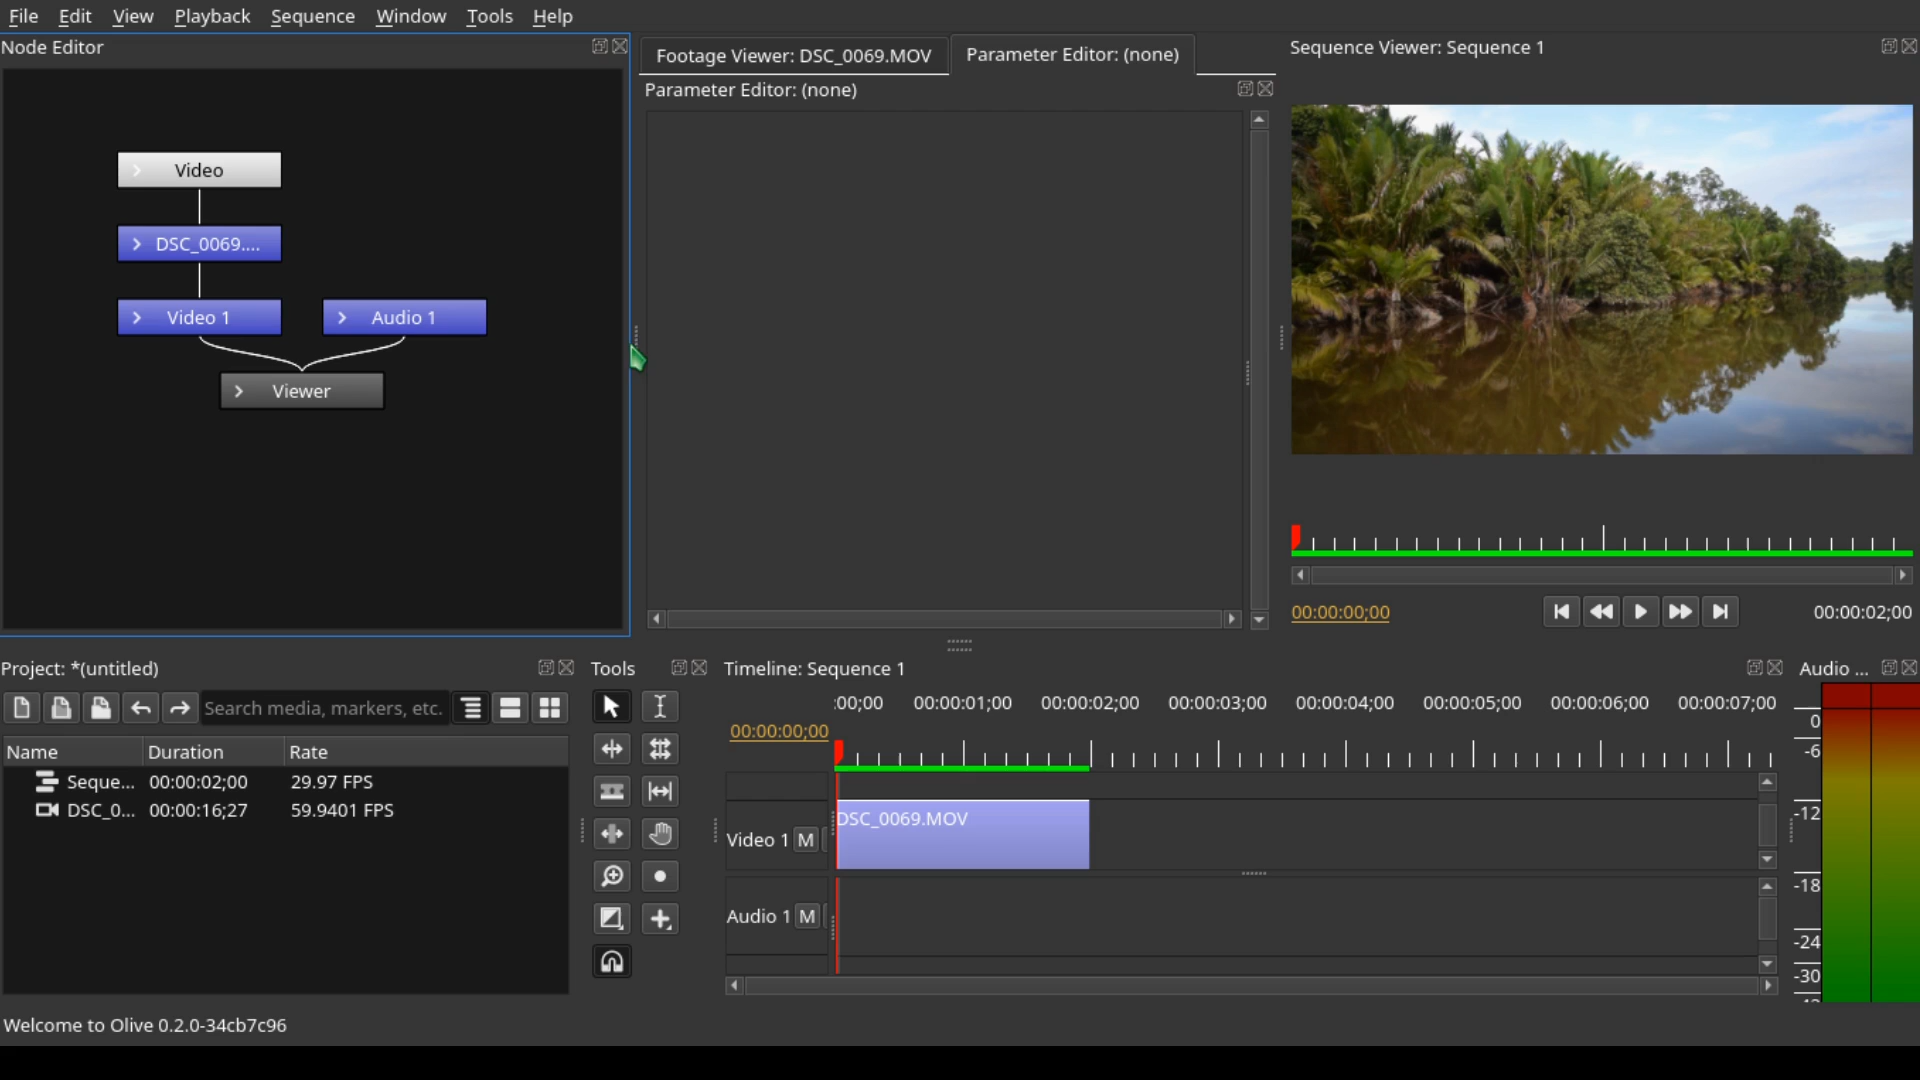 File Edit View Playback Sequence Window Tools Help
Node Editor
Video
DSC_0069....
Video 1
Audio 1
Viewer
Footage Viewer: DSC_0069.MOV
Parameter Editor: (none)
Parameter Editor: (none)
Sequence Viewer: Sequence 1
00:00:00;00
00:00:02;00
Project: *(untitled)
Search media, markers, etc.
Name Duration Rate
Seque... 00:00:02;00 29.97 FPS
DSC_0... 00:00:16;27 59.9401 FPS
Tools
Timeline: Sequence 1
:00;00 00:00:01;00 00:00:02;00 00:00:03;00 00:00:04;00 00:00:05;00 00:00:06;00 00:00:07;00
00:00:00;00
Video 1 M
DSC_0069.MOV
Audio 1 M
Audio ...
0
-6
-12
-18
-24
-30
Welcome to Olive 0.2.0-34cb7c96